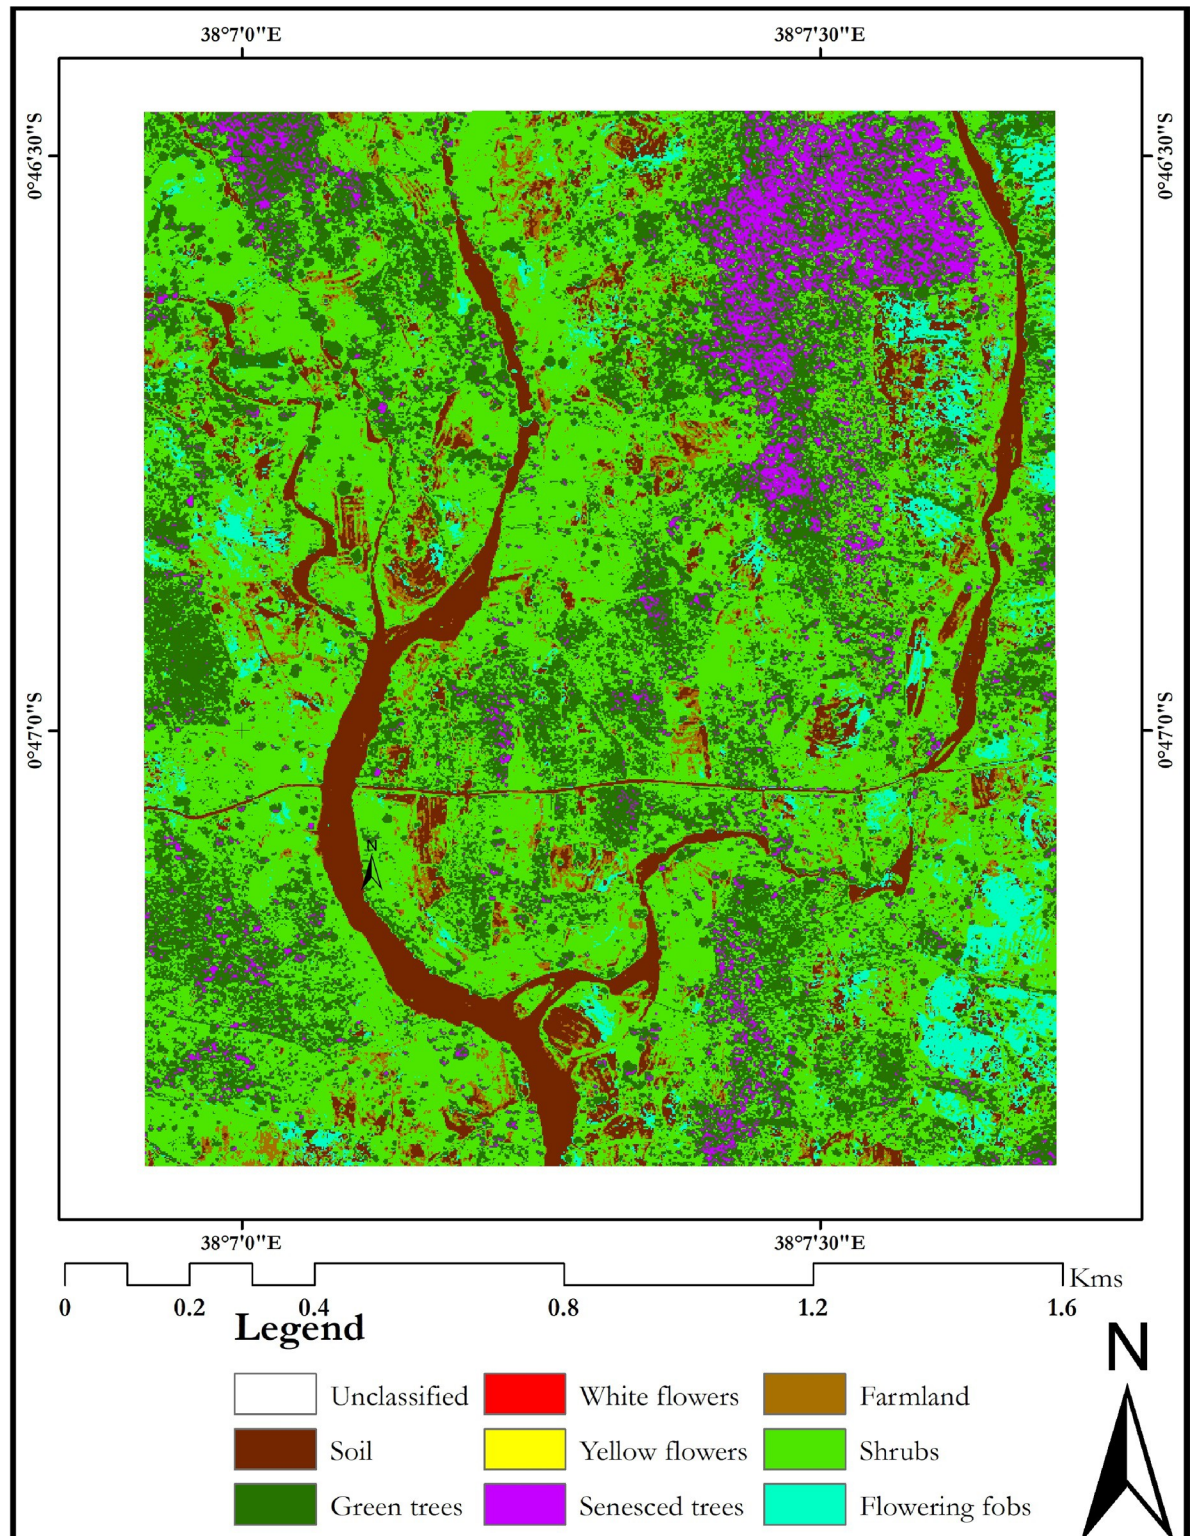 38°7'0"E 38°7'30"E
0°46'30"S 0°46'30"S
0°47'0"S 0°47'0"S
N
38°7'0"E 38°7'30"E
Kms
0 0.2 0.4 0.8 1.2 1.6
Legend
N
Unclassified White flowers Farmland
Soil Yellow flowers Shrubs
Green trees Senesced trees Flowering fobs